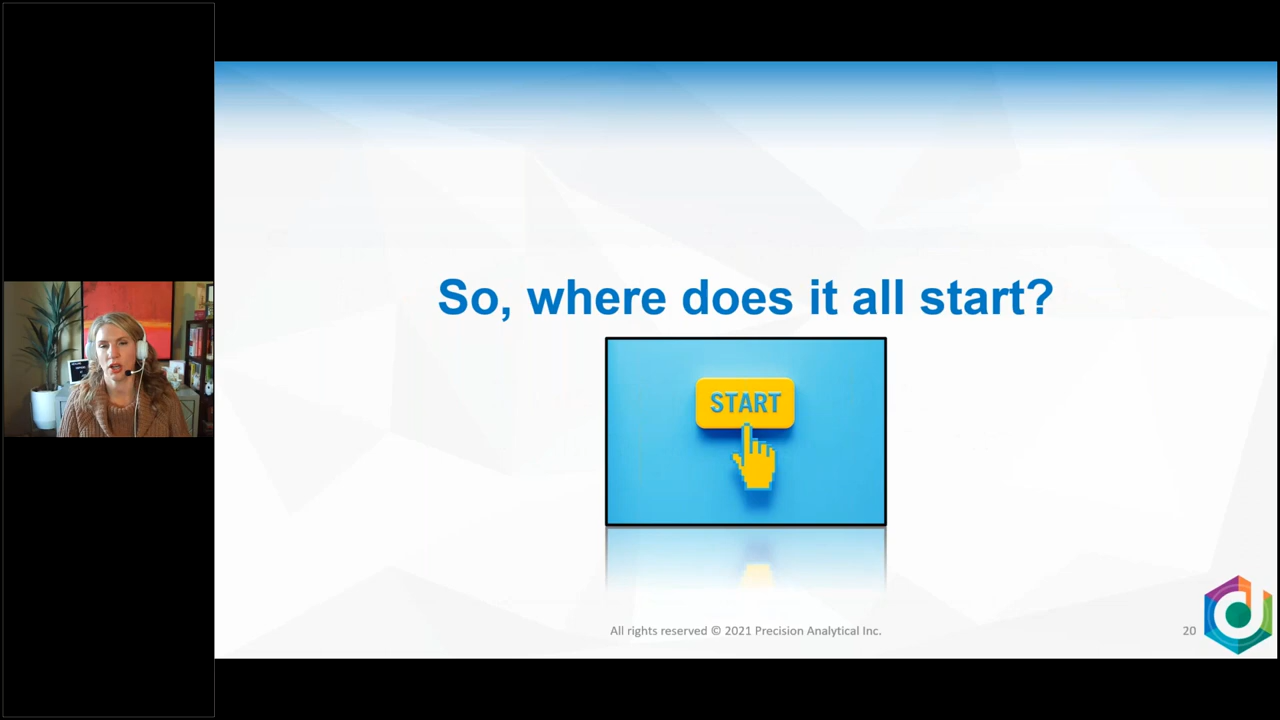 So, where does it all start?
START
All rights reserved © 2021 Precision Analytical Inc.
20